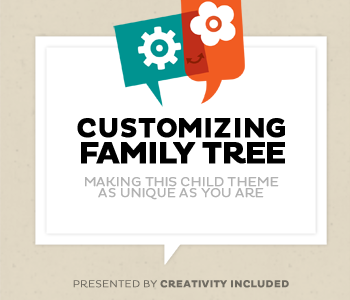 CUSTOMIZING
FAMILY TREE
MAKING THIS CHILD THEME
AS UNIQUE AS YOU ARE
PRESENTED BY CREATIVITY INCLUDED